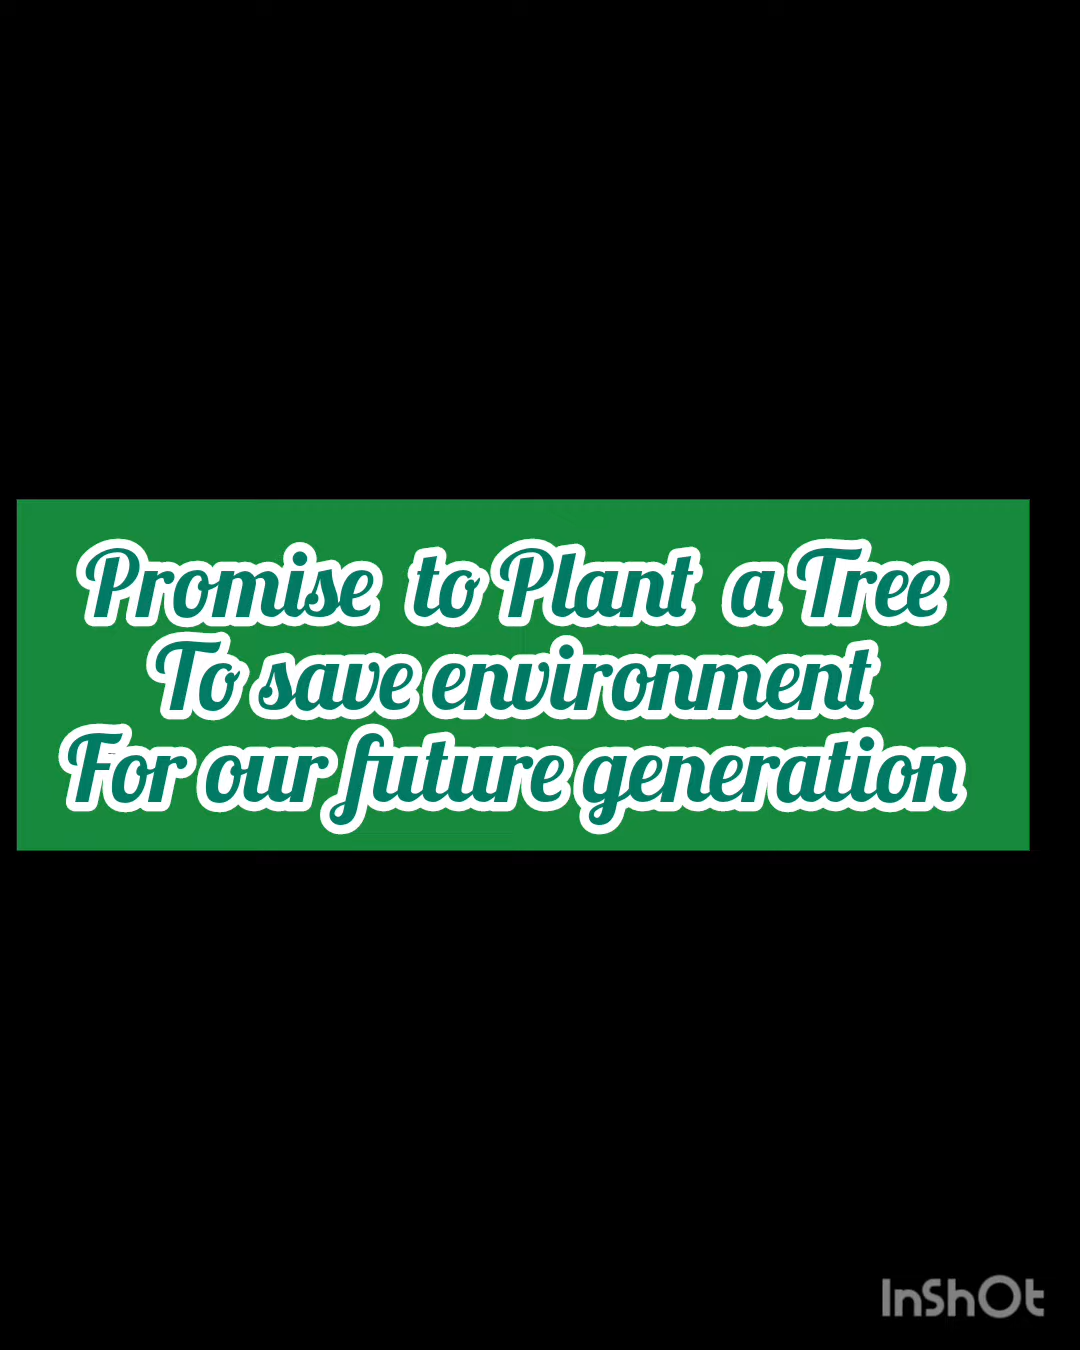 Promise to Plant a Tree
To save environment
For our future generation
InShOt